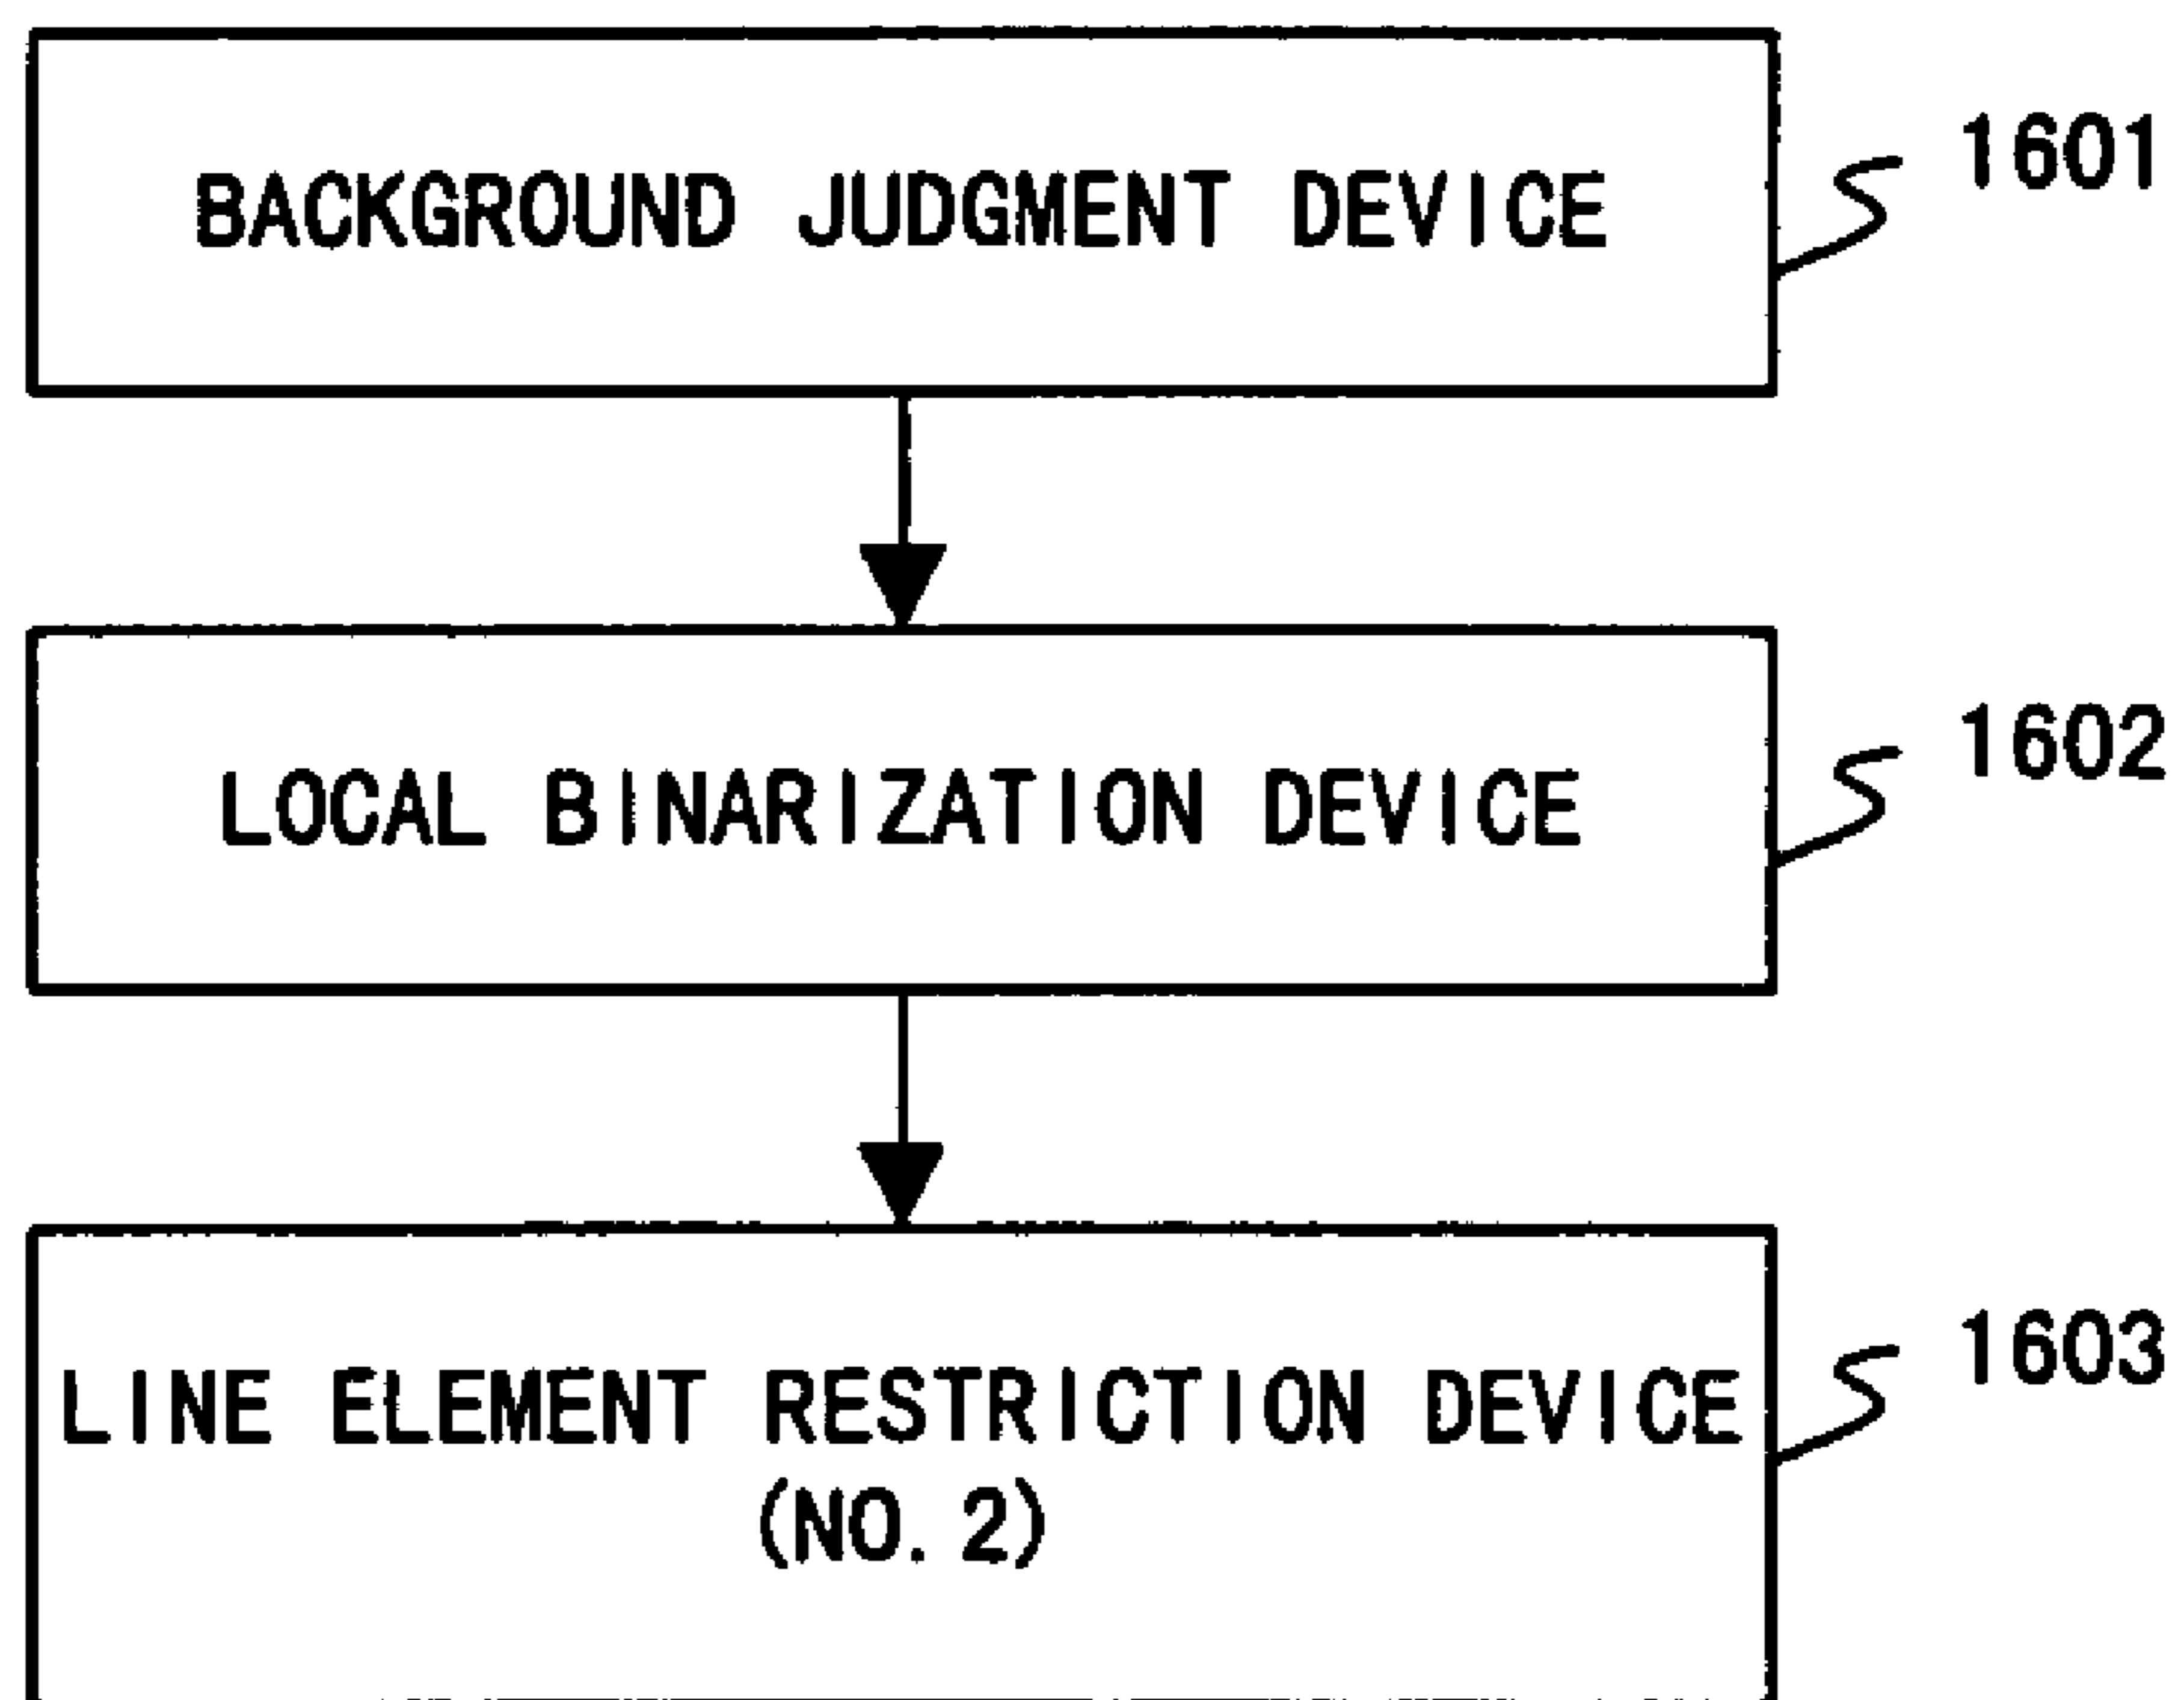 BACKGROUND JUDGMENT DEVICE
1601
LOCAL BINARIZATION DEVICE
1602
LINE ELEMENT RESTRICTION DEVICE
(NO. 2)
1603